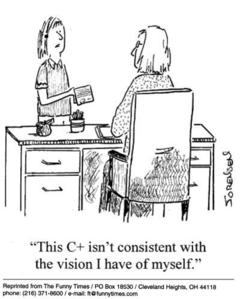 SORENSEN
“This C+ isn’t consistent with
the vision I have of myself.”
Reprinted from The Funny Times / PO Box 18530 / Cleveland Heights, OH 44118
phone: (216) 371-8600 / e-mail: ft@funnytimes.com